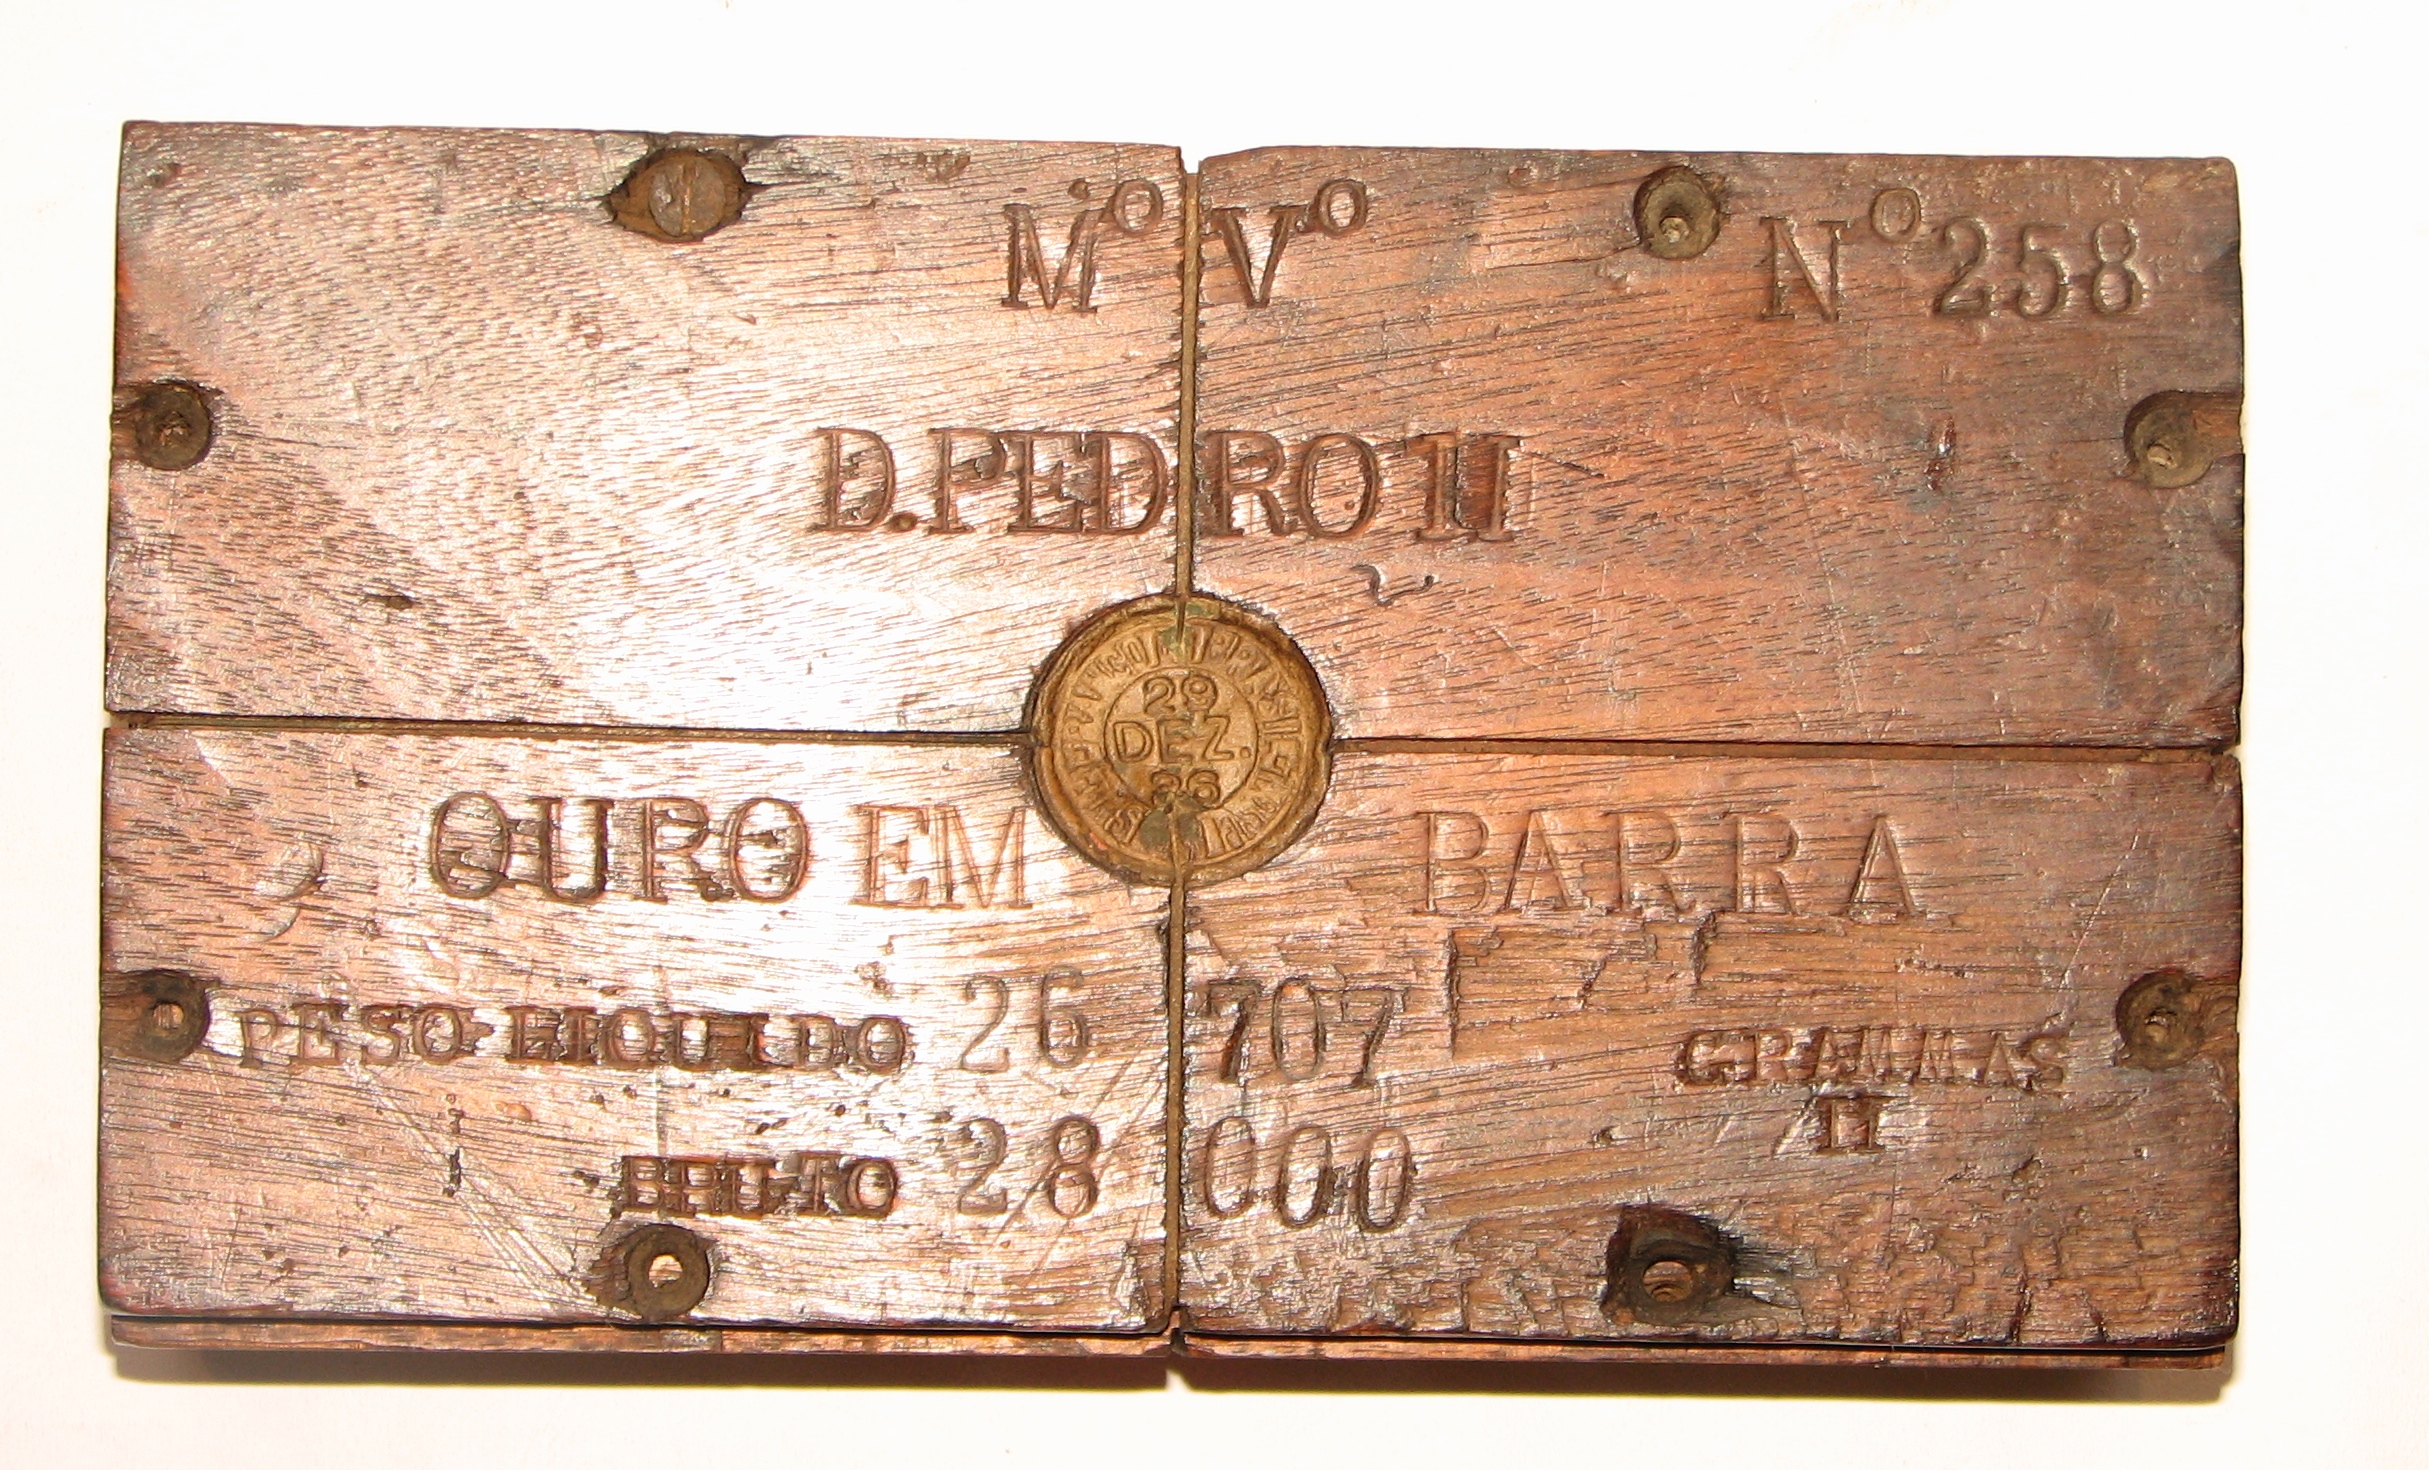 Mº Vº Nº 258
D. PEDRO II
29
DEZ.
OURO EM BARRA
PESO LIQUIDO 26 707 GRAMMAS
BRUTO 28 000 II